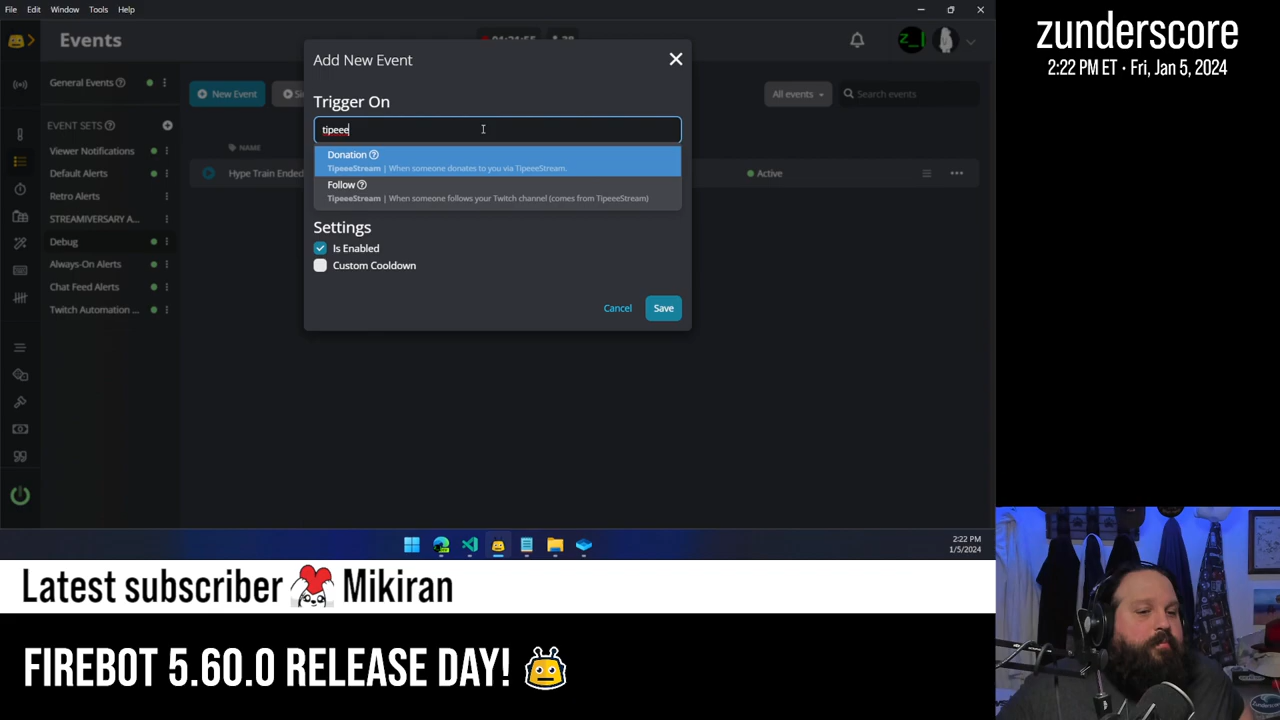 File Edit Window Tools Help
Events
General Events
EVENT SETS
Viewer Notifications
Default Alerts
Retro Alerts
STREAMIVERSARY A...
Debug
Always-On Alerts
Chat Feed Alerts
Twitch Automation ...
New Event
NAME
Hype Train Ended
All events
Search events
Active
Add New Event
Trigger On
tipeee
Donation
TipeeeStream | When someone donates to you via TipeeeStream.
Follow
TipeeeStream | When someone follows your Twitch channel (comes from TipeeeStream)
Settings
Is Enabled
Custom Cooldown
Cancel Save
2:22 PM
1/5/2024
zunderscore
2:22 PM ET • Fri, Jan 5, 2024
Latest subscriber Mikiran
FIREBOT 5.60.0 RELEASE DAY!